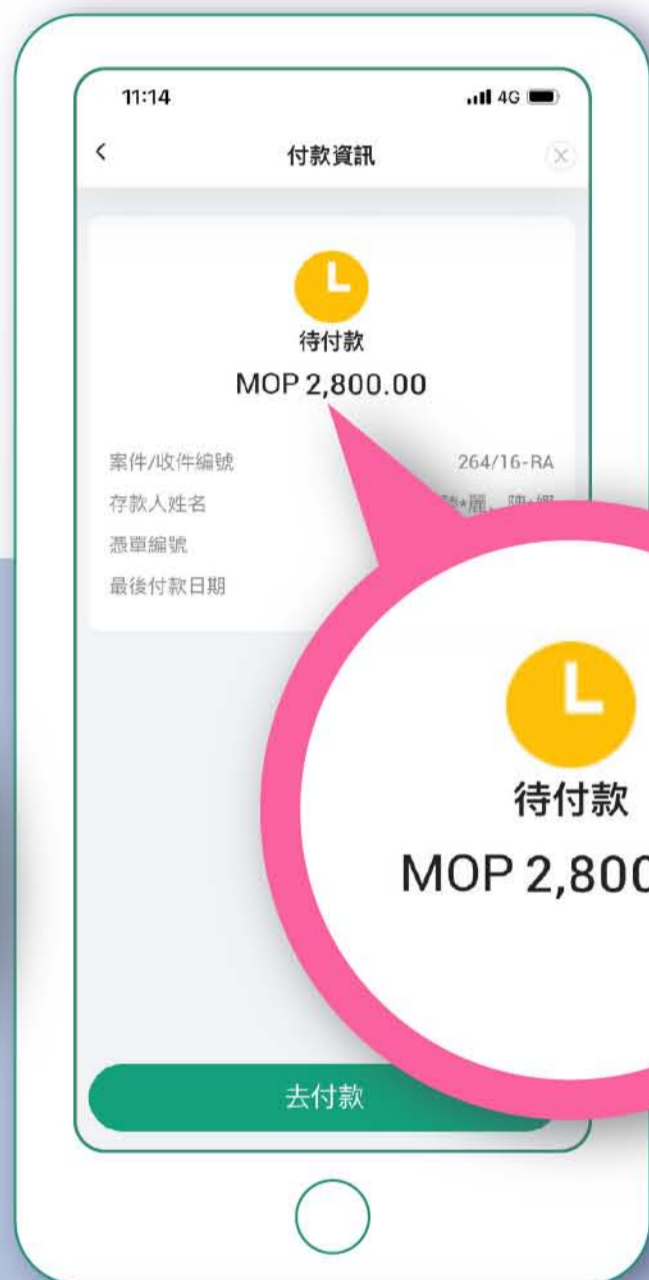 11:14 4G
付款資訊
待付款
MOP 2,800.00
案件/收件編號 264/16-RA
存款人姓名
憑單編號
最後付款日期
待付款
MOP 2,800
去付款